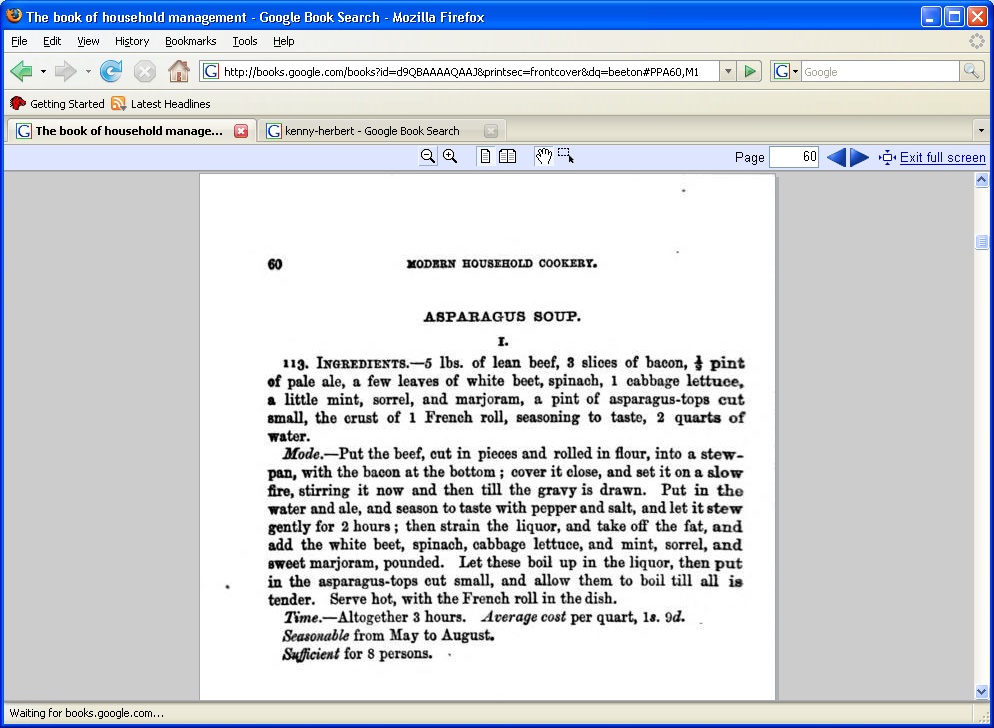 The book of household management - Google Book Search - Mozilla Firefox
File Edit View History Bookmarks Tools Help
http://books.google.com/books?id=d9QBAAAAQAAJ&printsec=frontcover&dq=beeton#PPA60,M1
Google
Getting Started Latest Headlines
The book of household manage... kenny-herbert - Google Book Search
Page 60 Exit full screen
60 MODERN HOUSEHOLD COOKERY.
ASPARAGUS SOUP.
I.
113. INGREDIENTS.—5 lbs. of lean beef, 3 slices of bacon, ½ pint
of pale ale, a few leaves of white beet, spinach, 1 cabbage lettuce,
a little mint, sorrel, and marjoram, a pint of asparagus-tops cut
small, the crust of 1 French roll, seasoning to taste, 2 quarts of
water.
Mode.—Put the beef, cut in pieces and rolled in flour, into a stew-
pan, with the bacon at the bottom; cover it close, and set it on a slow
fire, stirring it now and then till the gravy is drawn. Put in the
water and ale, and season to taste with pepper and salt, and let it stew
gently for 2 hours; then strain the liquor, and take off the fat, and
add the white beet, spinach, cabbage lettuce, and mint, sorrel, and
sweet marjoram, pounded. Let these boil up in the liquor, then put
in the asparagus-tops cut small, and allow them to boil till all is
tender. Serve hot, with the French roll in the dish.
Time.—Altogether 3 hours. Average cost per quart, 1s. 9d.
Seasonable from May to August.
Sufficient for 8 persons.
Waiting for books.google.com...